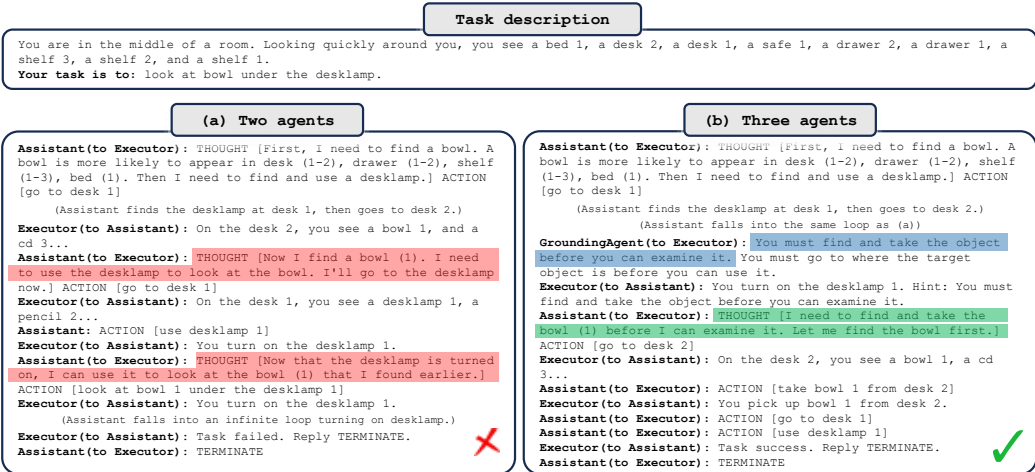 Task description
You are in the middle of a room. Looking quickly around you, you see a bed 1, a desk 2, a desk 1, a safe 1, a drawer 2, a drawer 1, a
shelf 3, a shelf 2, and a shelf 1.
Your task is to: look at bowl under the desklamp.
(a) Two agents
Assistant(to Executor): THOUGHT [First, I need to find a bowl. A
bowl is more likely to appear in desk (1-2), drawer (1-2), shelf
(1-3), bed (1). Then I need to find and use a desklamp.] ACTION
[go to desk 1]
(Assistant finds the desklamp at desk 1, then goes to desk 2.)
Executor(to Assistant): On the desk 2, you see a bowl 1, and a
cd 3...
Assistant(to Executor): THOUGHT [Now I find a bowl (1). I need
to use the desklamp to look at the bowl. I'll go to the desklamp
now.] ACTION [go to desk 1]
Executor(to Assistant): On the desk 1, you see a desklamp 1, a
pencil 2...
Assistant: ACTION [use desklamp 1]
Executor(to Assistant): You turn on the desklamp 1.
Assistant(to Executor): THOUGHT [Now that the desklamp is turned
on, I can use it to look at the bowl (1) that I found earlier.]
ACTION [look at bowl 1 under the desklamp 1]
Executor(to Assistant): You turn on the desklamp 1.
(Assistant falls into an infinite loop turning on desklamp.)
Executor(to Assistant): Task failed. Reply TERMINATE.
Assistant(to Executor): TERMINATE
(b) Three agents
Assistant(to Executor): THOUGHT [First, I need to find a bowl. A
bowl is more likely to appear in desk (1-2), drawer (1-2), shelf
(1-3), bed (1). Then I need to find and use a desklamp.] ACTION
[go to desk 1]
(Assistant finds the desklamp at desk 1, then goes to desk 2.)
(Assistant falls into the same loop as (a))
GroundingAgent(to Executor): You must find and take the object
before you can examine it. You must go to where the target
object is before you can use it.
Executor(to Assistant): You turn on the desklamp 1. Hint: You must
find and take the object before you can examine it.
Assistant(to Executor): THOUGHT [I need to find and take the
bowl (1) before I can examine it. Let me find the bowl first.]
ACTION [go to desk 2]
Executor(to Assistant): On the desk 2, you see a bowl 1, a cd
3...
Assistant(to Executor): ACTION [take bowl 1 from desk 2]
Executor(to Assistant): You pick up bowl 1 from desk 2.
Assistant(to Executor): ACTION [go to desk 1]
Assistant(to Executor): ACTION [use desklamp 1]
Executor(to Assistant): Task success. Reply TERMINATE.
Assistant(to Executor): TERMINATE